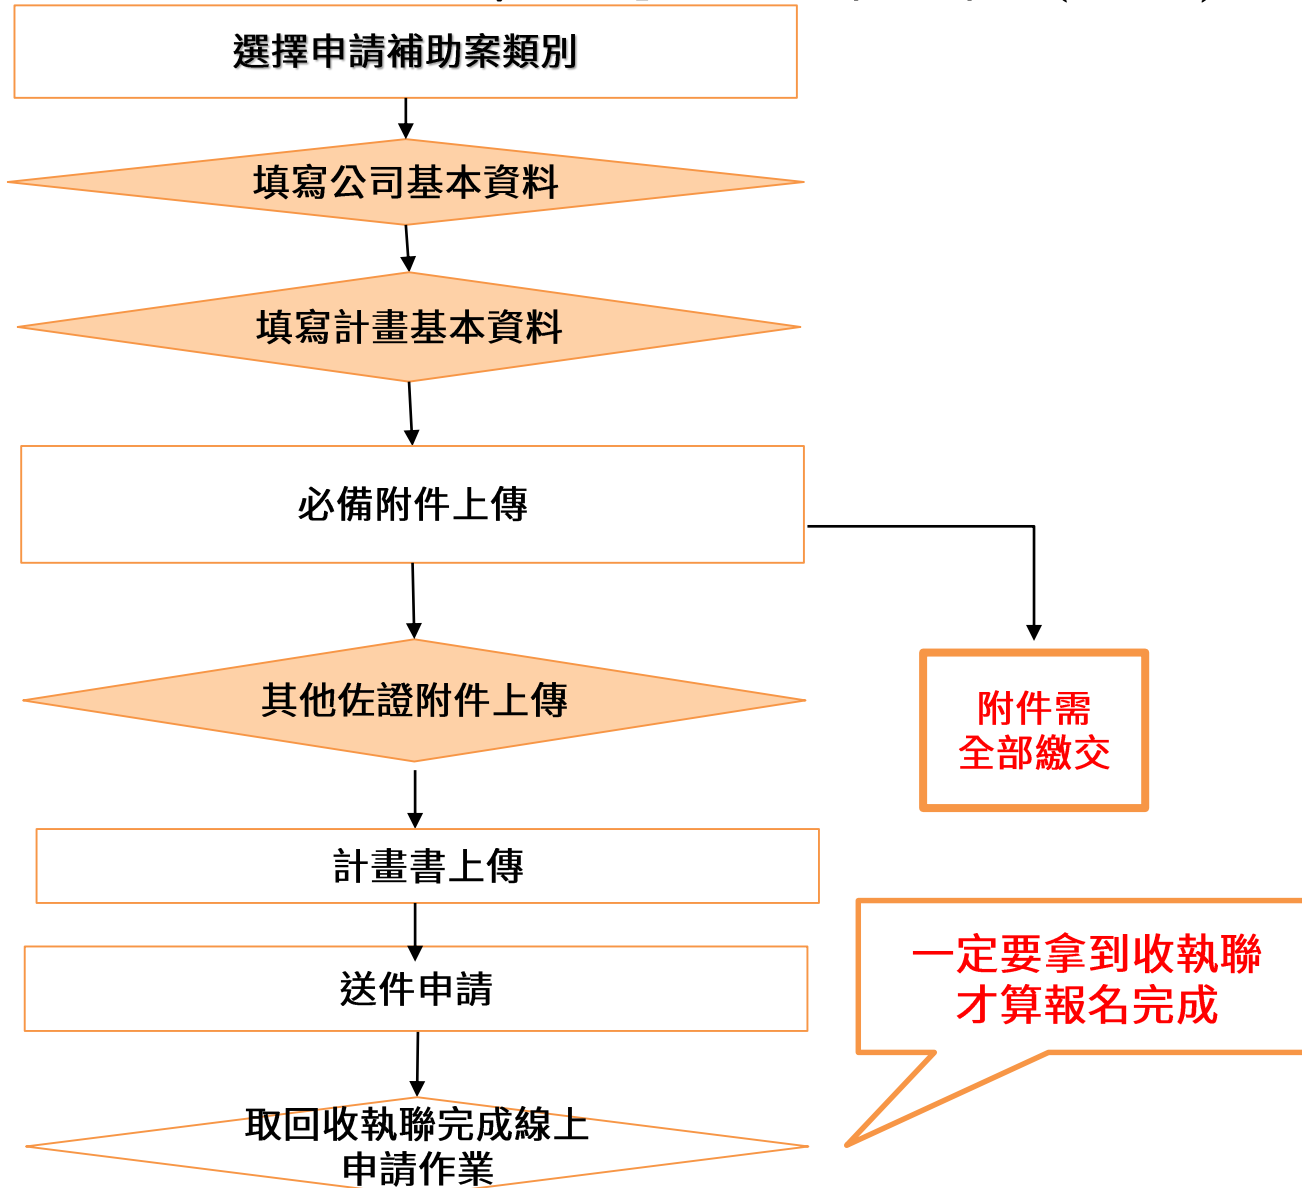 選擇申請補助案類別
填寫公司基本資料
填寫計畫基本資料
必備附件上傳
其他佐證附件上傳
附件需
全部繳交
計畫書上傳
一定要拿到收執聯
才算報名完成
送件申請
取回收執聯完成線上
申請作業